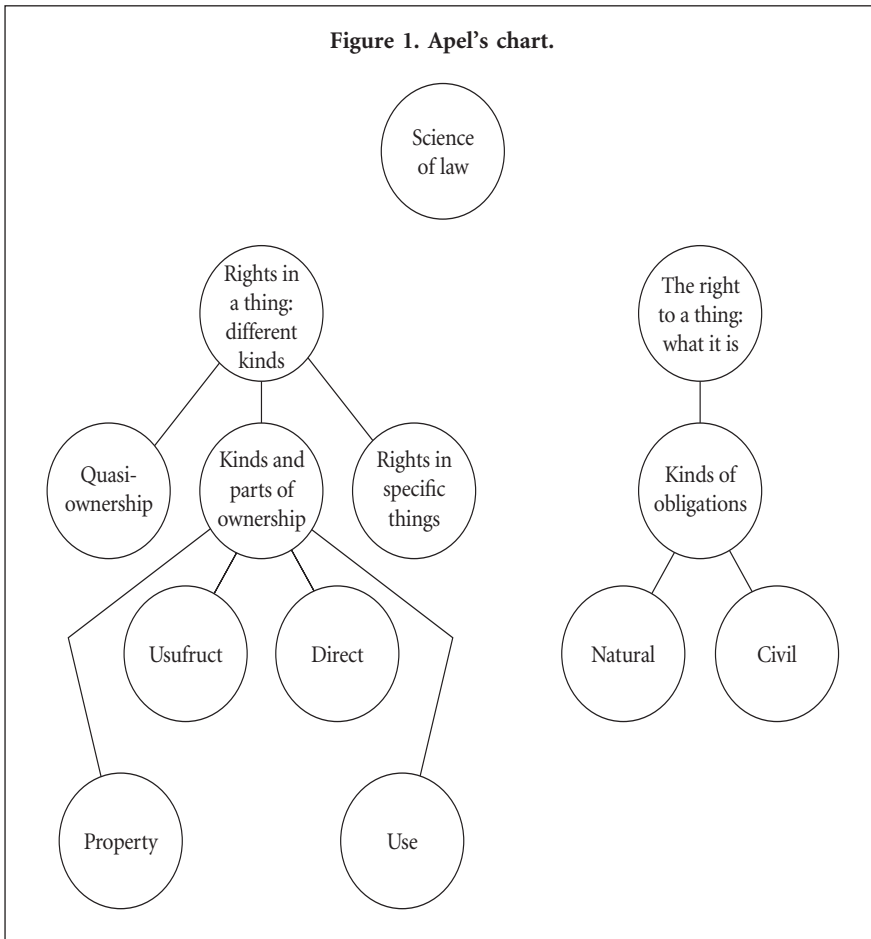 Figure 1. Apel's chart.
Science
of law
Rights in
a thing:
different
kinds
The right
to a thing:
what it is
Quasi-
ownership
Kinds and
parts of
ownership
Rights in
specific
things
Kinds of
obligations
Usufruct
Direct
Natural
Civil
Property
Use